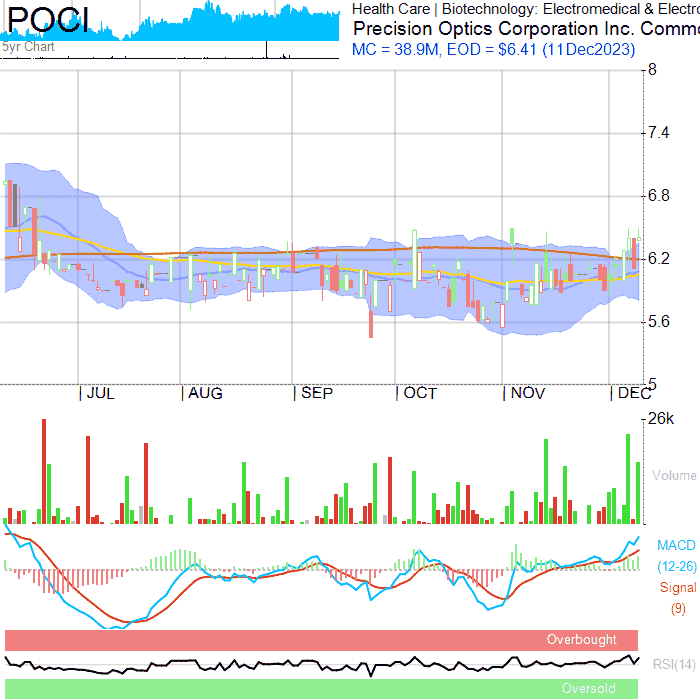 POCI
5yr Chart
Health Care | Biotechnology: Electromedical & Electro
Precision Optics Corporation Inc. Commo
MC = 38.9M, EOD = $6.41 (11Dec2023)
8
7.4
6.8
6.2
5.6
5
JUL AUG SEP OCT NOV DEC
26k
Volume
MACD
(12-26)
Signal
(9)
Overbought
RSI(14)
Oversold